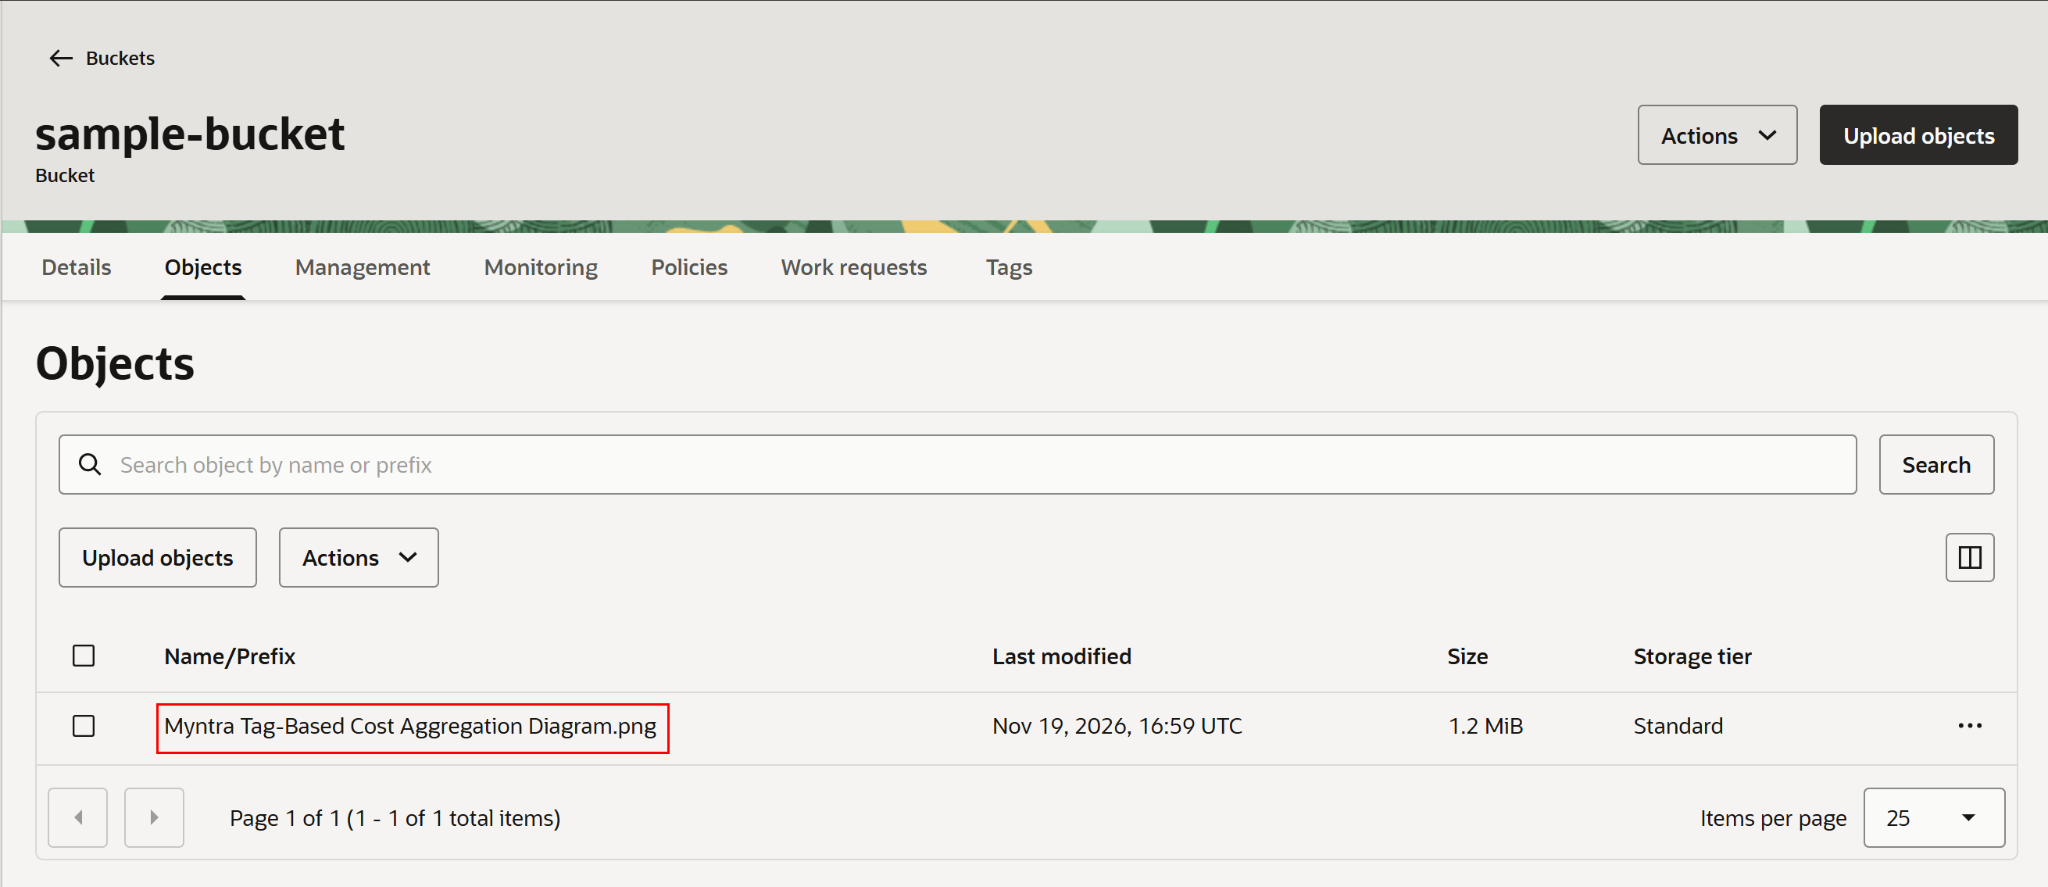 Buckets
sample-bucket
Bucket
Actions
Upload objects
Details Objects Management Monitoring Policies Work requests Tags
Objects
Search object by name or prefix
Search
Upload objects Actions
Name/Prefix Last modified Size Storage tier
Myntra Tag-Based Cost Aggregation Diagram.png Nov 19, 2026, 16:59 UTC 1.2 MiB Standard
Page 1 of 1 (1 - 1 of 1 total items) Items per page 25